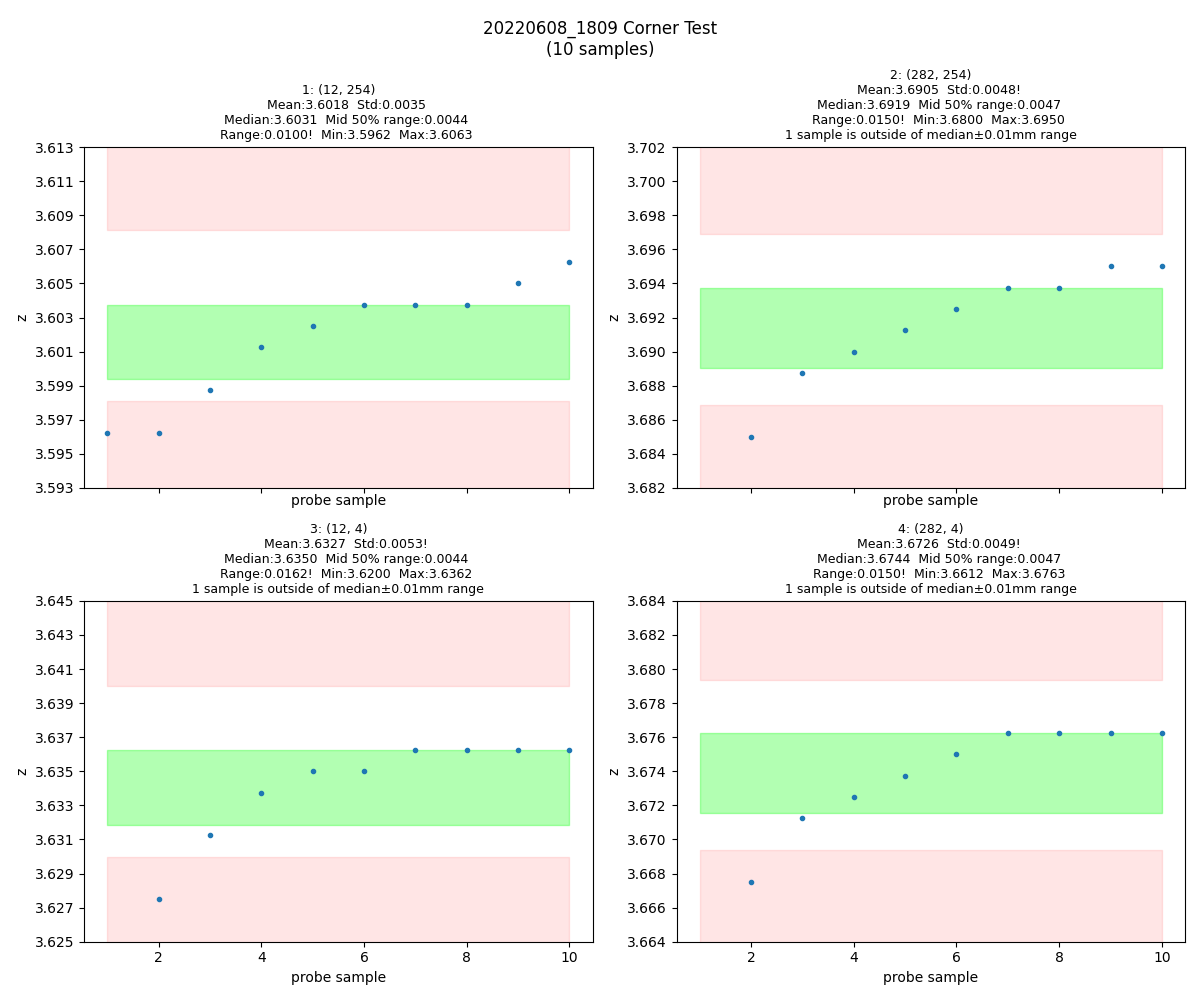 20220608_1809 Corner Test
(10 samples)
1: (12, 254)
Mean:3.6018  Std:0.0035
Median:3.6031  Mid 50% range:0.0044
Range:0.0100!  Min:3.5962  Max:3.6063
3.613
3.611
3.609
3.607
3.605
3.603
3.601
3.599
3.597
3.595
3.593
z
probe sample
2: (282, 254)
Mean:3.6905  Std:0.0048!
Median:3.6919  Mid 50% range:0.0047
Range:0.0150!  Min:3.6800  Max:3.6950
1 sample is outside of median±0.01mm range
3.702
3.700
3.698
3.696
3.694
3.692
3.690
3.688
3.686
3.684
3.682
z
probe sample
3: (12, 4)
Mean:3.6327  Std:0.0053!
Median:3.6350  Mid 50% range:0.0044
Range:0.0162!  Min:3.6200  Max:3.6362
1 sample is outside of median±0.01mm range
3.645
3.643
3.641
3.639
3.637
3.635
3.633
3.631
3.629
3.627
3.625
z
2 4 6 8 10
probe sample
4: (282, 4)
Mean:3.6726  Std:0.0049!
Median:3.6744  Mid 50% range:0.0047
Range:0.0150!  Min:3.6612  Max:3.6763
1 sample is outside of median±0.01mm range
3.684
3.682
3.680
3.678
3.676
3.674
3.672
3.670
3.668
3.666
3.664
z
2 4 6 8 10
probe sample